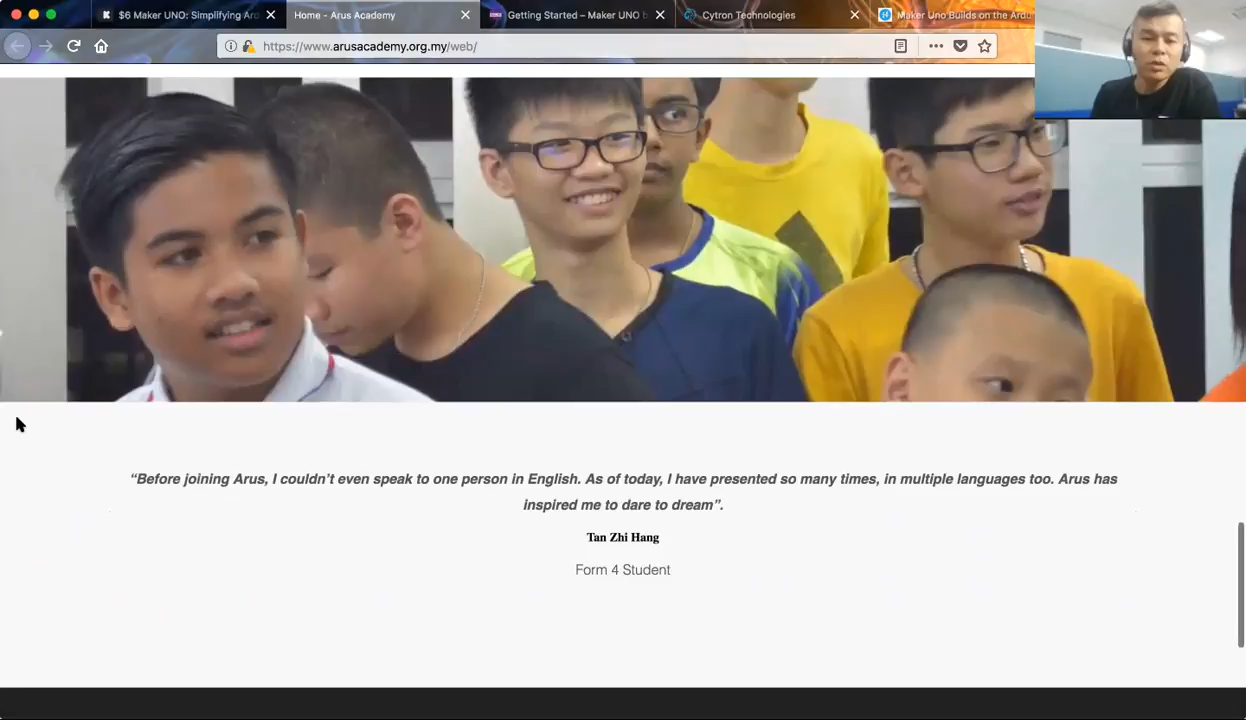 $6 Maker UNO: Simplifying Ard
Home - Arus Academy
Getting Started – Maker UNO b
Cytron Technologies
Maker Uno Builds on the Ardu
https://www.arusacademy.org.my/web/
“Before joining Arus, I couldn’t even speak to one person in English. As of today, I have presented so many times, in multiple languages too. Arus has
inspired me to dare to dream”.
Tan Zhi Hang
Form 4 Student